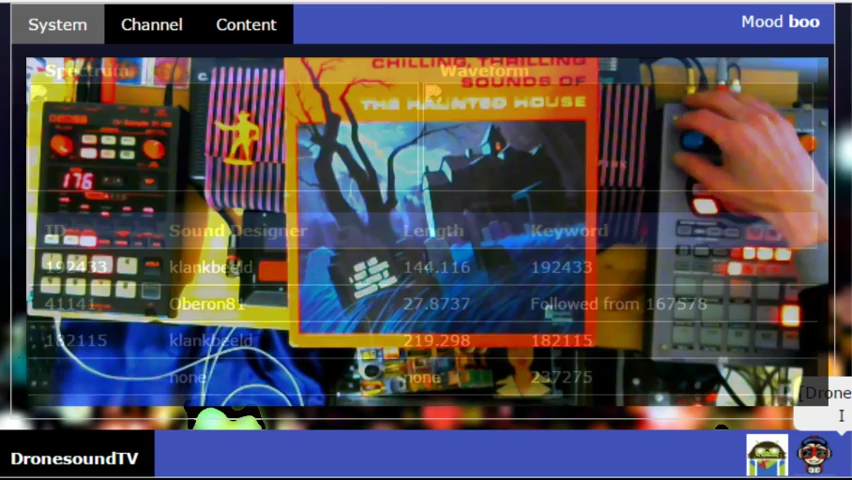 System Channel Content Mood boo
Spectrum Waveform
CHILLING, THRILLING
SOUNDS OF
THE HAUNTED HOUSE
176
ID Sound Designer Length Keyword
192433 klankbeeld 144.116 192433
41141 Oberon81 27.8737 Followed from 167578
182115 klankbeeld 219.298 182115
none none 237275
[Drone
I
DronesoundTV